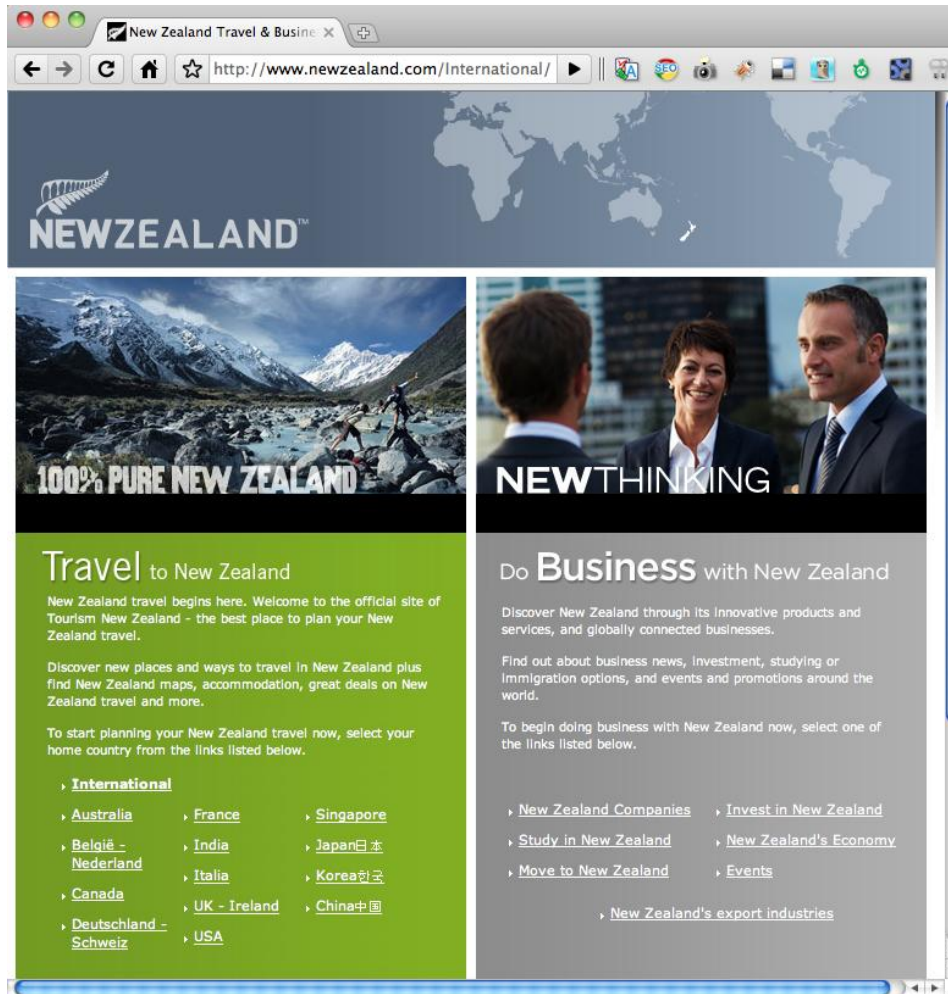 New Zealand Travel & Busine
http://www.newzealand.com/International/
SEO
NEWZEALAND™
100% PURE NEW ZEALAND
Travel to New Zealand
New Zealand travel begins here. Welcome to the official site of
Tourism New Zealand - the best place to plan your New
Zealand travel.
Discover new places and ways to travel in New Zealand plus
find New Zealand maps, accommodation, great deals on New
Zealand travel and more.
To start planning your New Zealand travel now, select your
home country from the links listed below.
International
Australia
België -
Nederland
Canada
Deutschland -
Schweiz
France
India
Italia
UK - Ireland
USA
Singapore
Japan日本
Korea한국
China中国
NEWTHINKING
Do Business with New Zealand
Discover New Zealand through its innovative products and
services, and globally connected businesses.
Find out about business news, investment, studying or
immigration options, and events and promotions around the
world.
To begin doing business with New Zealand now, select one of
the links listed below.
New Zealand Companies
Study in New Zealand
Move to New Zealand
Invest in New Zealand
New Zealand's Economy
Events
New Zealand's export industries